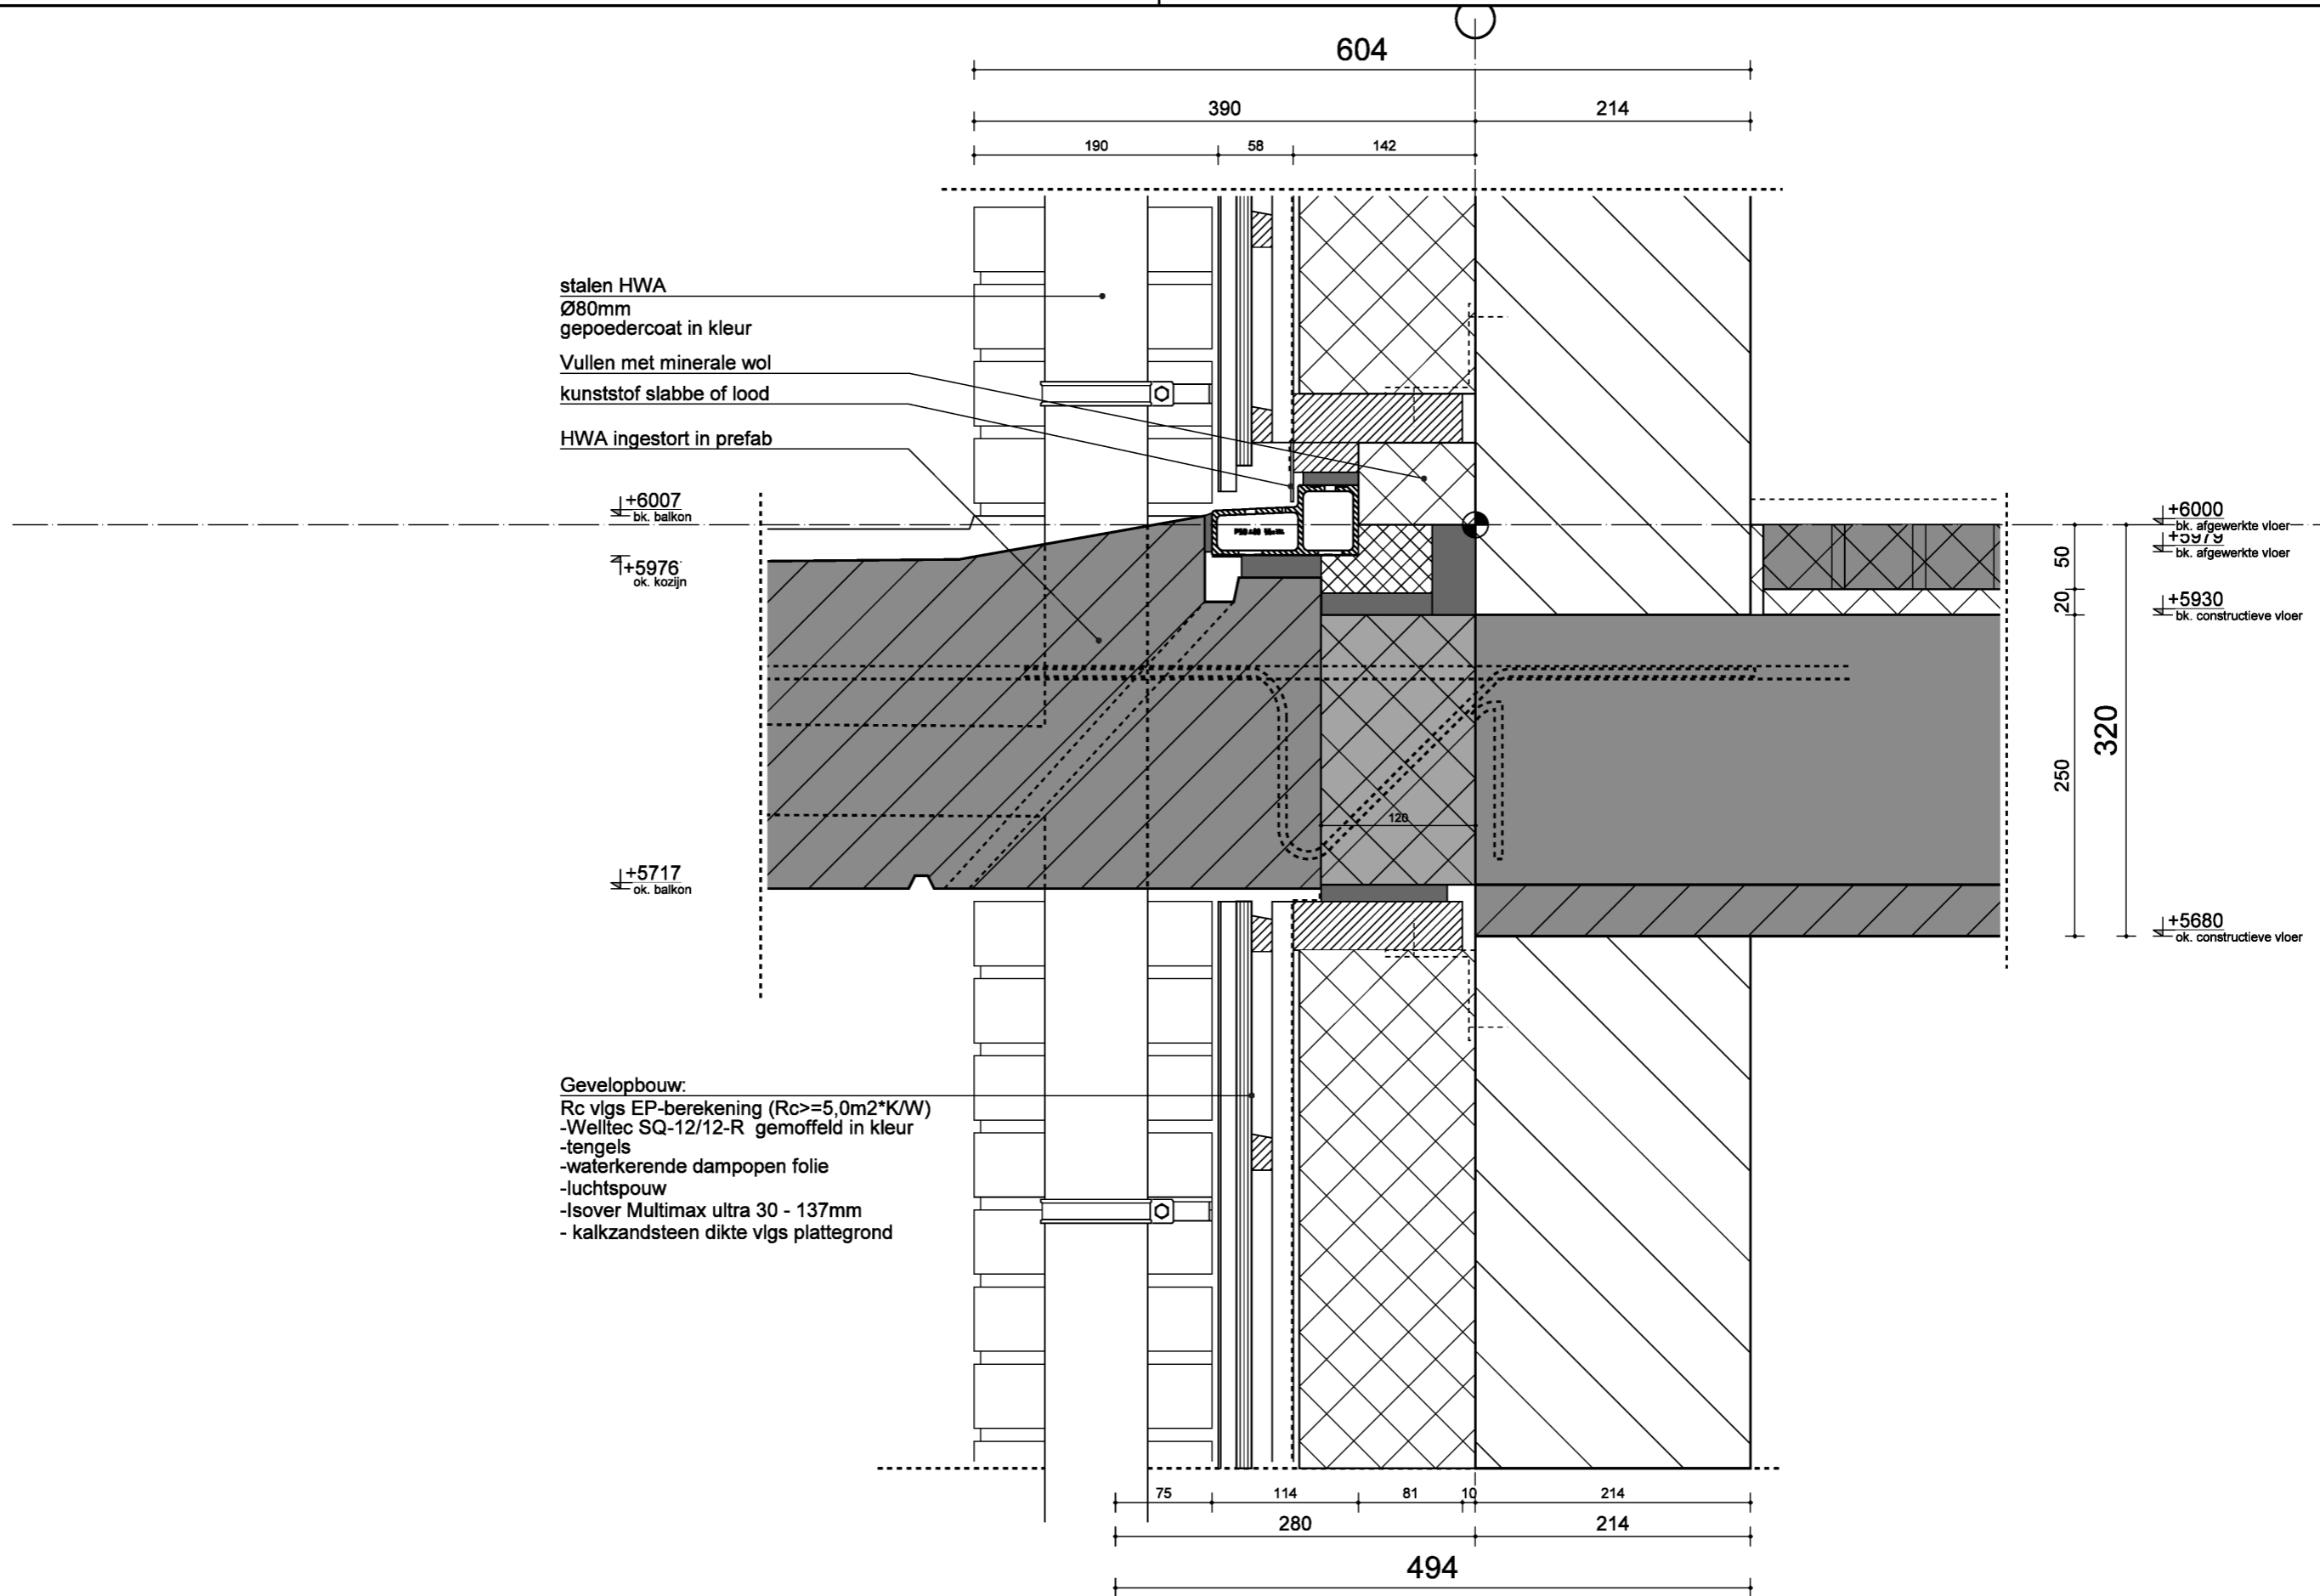 604
390
214
190
58
142
stalen HWA
Ø80mm
gepoedercoat in kleur
Vullen met minerale wol
kunststof slabbe of lood
HWA ingestort in prefab
+6007
bk. balkon
+5976
ok. kozijn
+5717
ok. balkon
+6000
bk. afgewerkte vloer
+5979
bk. afgewerkte vloer
+5930
bk. constructieve vloer
+5680
ok. constructieve vloer
50
20
250
320
120
Gevelopbouw:
Rc vlgs EP-berekening (Rc>=5,0m2*K/W)
-Welltec SQ-12/12-R gemoffeld in kleur
-tengels
-waterkerende dampopen folie
-luchtspouw
-Isover Multimax ultra 30 - 137mm
- kalkzandsteen dikte vlgs plattegrond
75
114
81
10
214
280
214
494